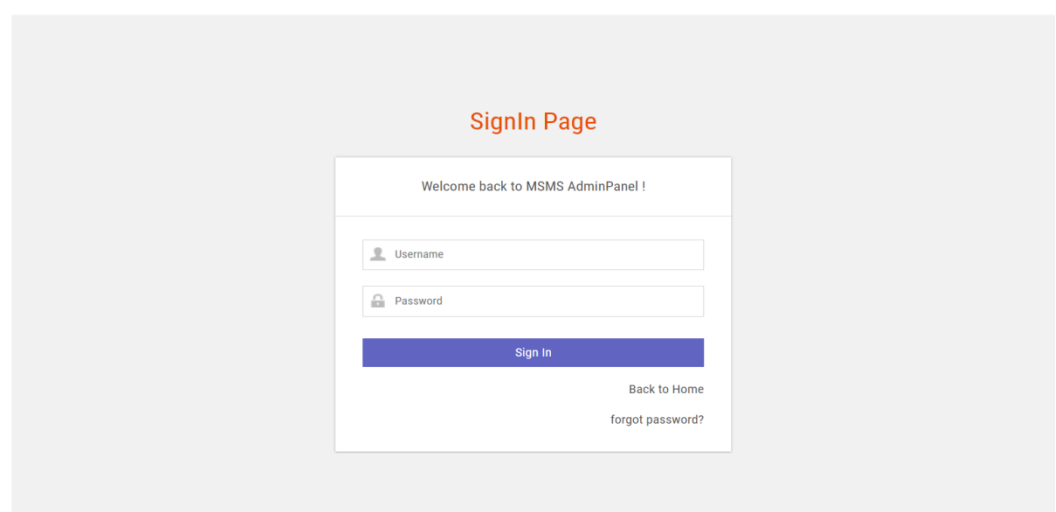 SignIn Page
Welcome back to MSMS AdminPanel !
Username
Password
Sign In
Back to Home
forgot password?